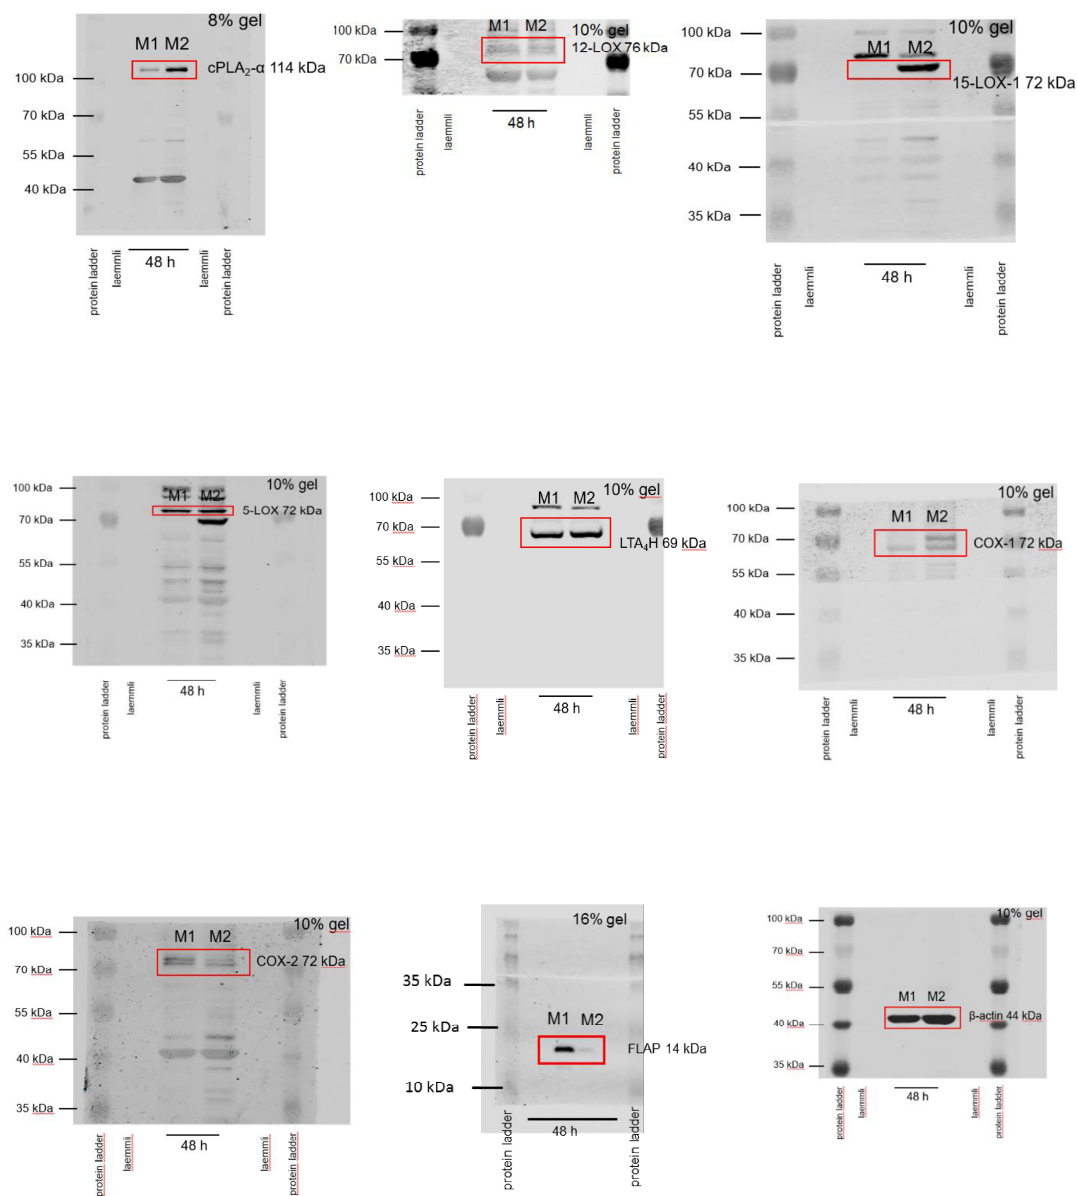 8% gel
M1 M2
cPLA₂-α 114 kDa
100 kDa
70 kDa
55 kDa
40 kDa
protein ladder
laemmli
48 h
laemmli
protein ladder
100 kDa
M1 M2
10% gel
12-LOX 76 kDa
70 kDa
protein ladder
laemmli
48 h
laemmli
protein ladder
10% gel
100 kDa
M1 M2
70 kDa
15-LOX-1 72 kDa
55 kDa
40 kDa
35 kDa
protein ladder
laemmli
48 h
laemmli
protein ladder
100 kDa
10% gel
M1 M2
5-LOX 72 kDa
70 kDa
55 kDa
40 kDa
35 kDa
protein ladder
laemmli
48 h
laemmli
protein ladder
100 kDa
M1 M2
10% gel
70 kDa
LTA₄H 69 kDa
55 kDa
40 kDa
35 kDa
protein ladder
laemmli
48 h
laemmli
protein ladder
10% gel
100 kDa
M1 M2
70 kDa
COX-1 72 kDa
55 kDa
40 kDa
35 kDa
protein ladder
laemmli
48 h
laemmli
protein ladder
10% gel
100 kDa
M1 M2
COX-2 72 kDa
70 kDa
55 kDa
40 kDa
35 kDa
protein ladder
laemmli
48 h
laemmli
protein ladder
16% gel
35 kDa
25 kDa
M1 M2
FLAP 14 kDa
10 kDa
protein ladder
48 h
protein ladder
10% gel
100 kDa
70 kDa
55 kDa
M1 M2
β-actin 44 kDa
40 kDa
35 kDa
protein ladder
laemmli
48 h
laemmli
protein ladder